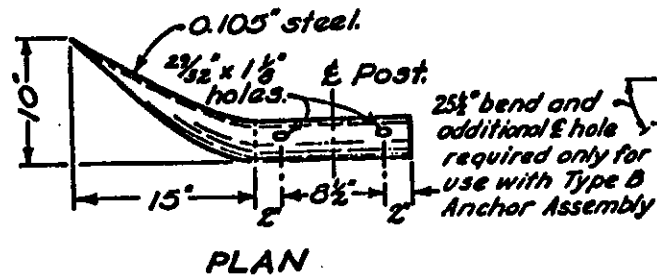 0.105" steel.
29/32" x 1 1/8"
holes.
℄ Post.
10"
25½° bend and
additional ℄ hole
required only for
use with Type B
Anchor Assembly
15"
2"
8½"
2"
PLAN